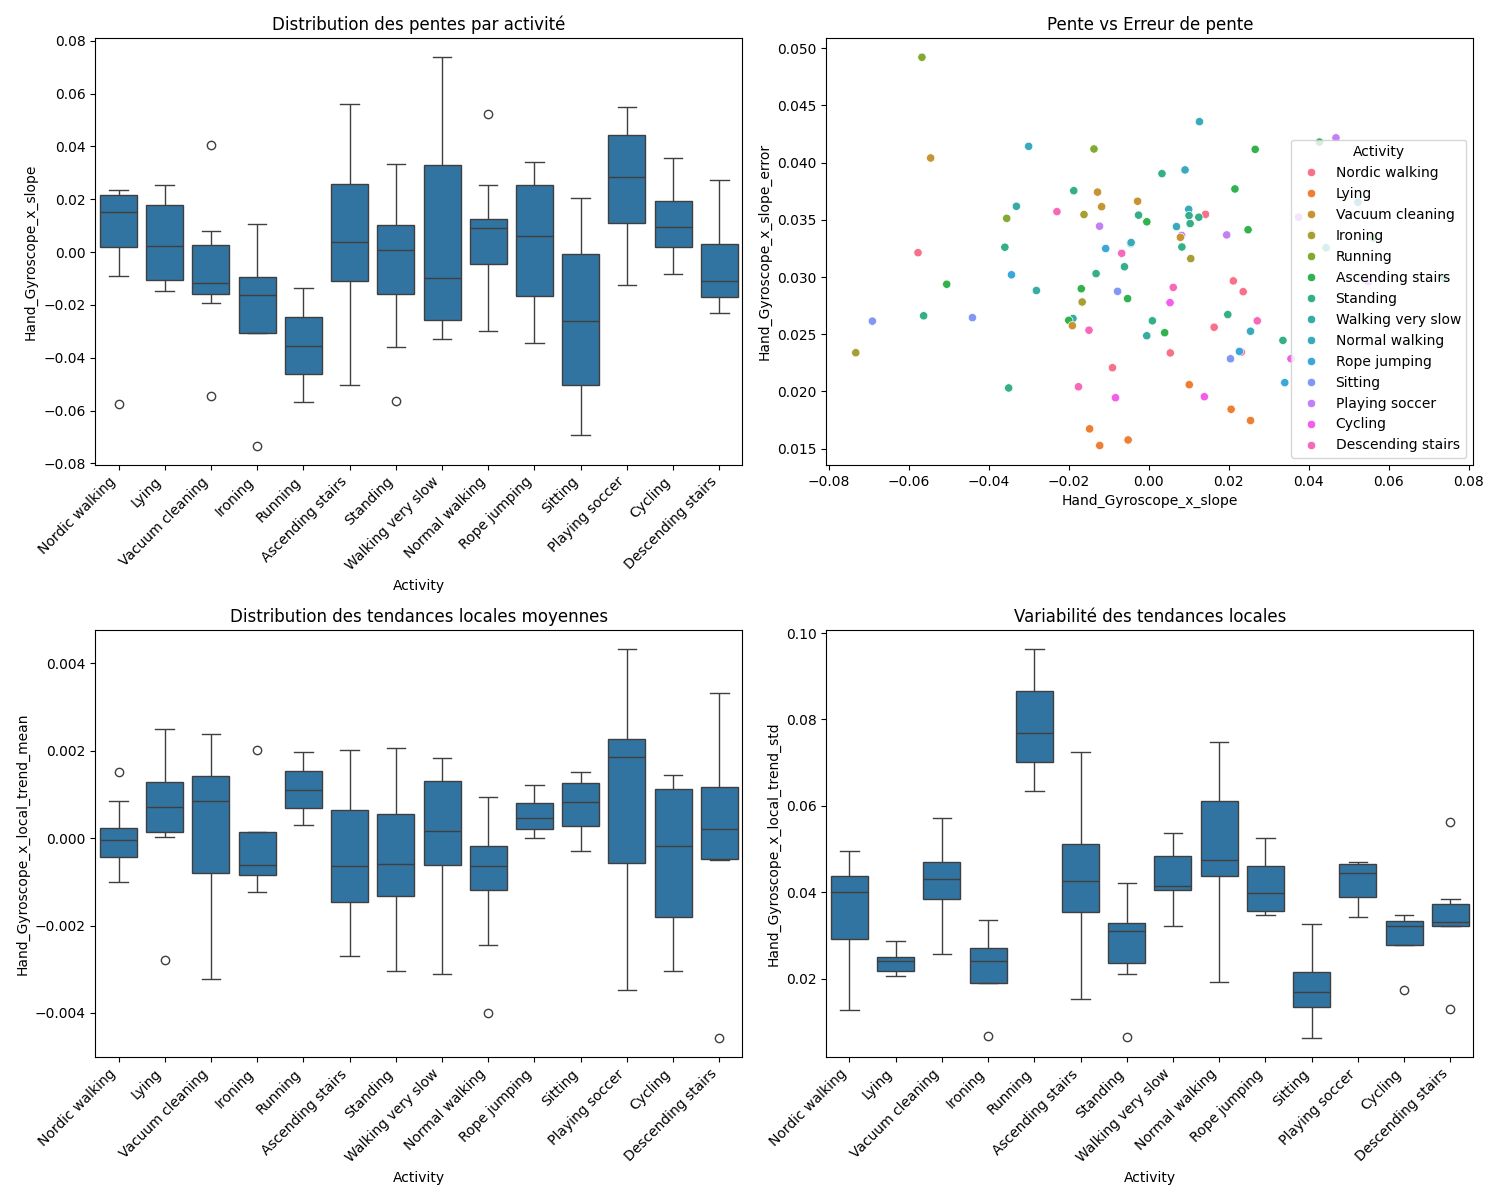 Distribution des pentes par activité
Hand_Gyroscope_x_slope
0.08
0.06
0.04
0.02
0.00
−0.02
−0.04
−0.06
−0.08
Nordic walking
Lying
Vacuum cleaning
Ironing
Running
Ascending stairs
Standing
Walking very slow
Normal walking
Rope jumping
Sitting
Playing soccer
Cycling
Descending stairs
Activity
Pente vs Erreur de pente
Hand_Gyroscope_x_slope_error
0.050
0.045
0.040
0.035
0.030
0.025
0.020
0.015
Activity
Nordic walking
Lying
Vacuum cleaning
Ironing
Running
Ascending stairs
Standing
Walking very slow
Normal walking
Rope jumping
Sitting
Playing soccer
Cycling
Descending stairs
−0.08 −0.06 −0.04 −0.02 0.00 0.02 0.04 0.06 0.08
Hand_Gyroscope_x_slope
Distribution des tendances locales moyennes
Hand_Gyroscope_x_local_trend_mean
0.004
0.002
0.000
−0.002
−0.004
Nordic walking
Lying
Vacuum cleaning
Ironing
Running
Ascending stairs
Standing
Walking very slow
Normal walking
Rope jumping
Sitting
Playing soccer
Cycling
Descending stairs
Activity
Variabilité des tendances locales
Hand_Gyroscope_x_local_trend_std
0.10
0.08
0.06
0.04
0.02
Nordic walking
Lying
Vacuum cleaning
Ironing
Running
Ascending stairs
Standing
Walking very slow
Normal walking
Rope jumping
Sitting
Playing soccer
Cycling
Descending stairs
Activity